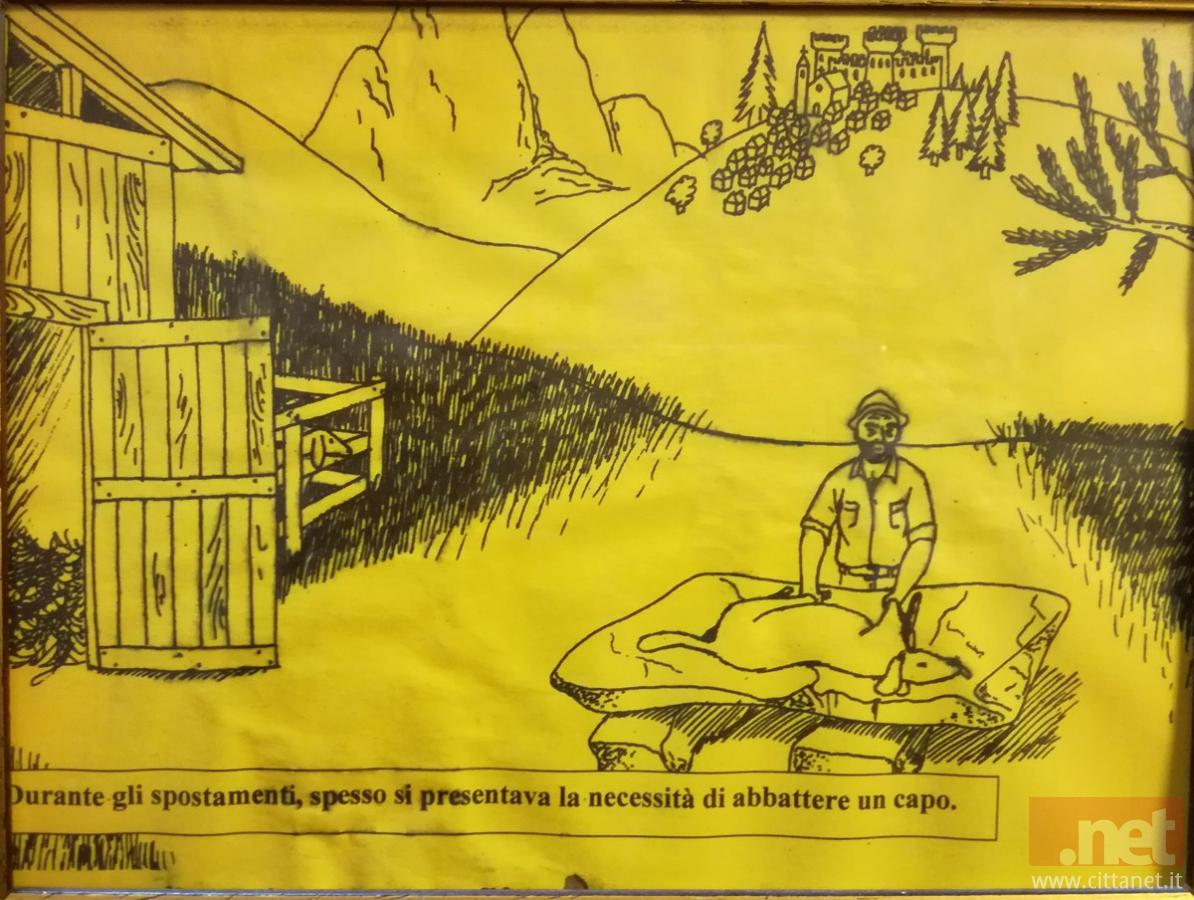 Durante gli spostamenti, spesso si presentava la necessità di abbattere un capo.
.net
www.cittanet.it